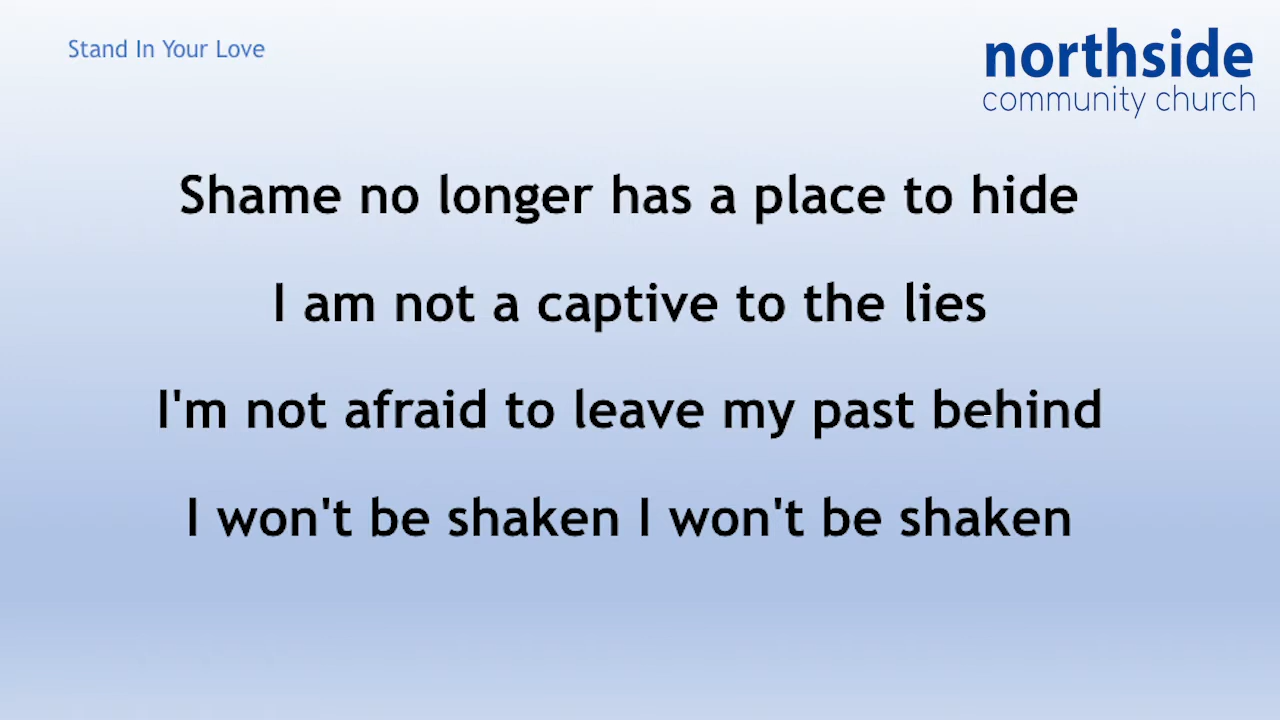 Stand In Your Love
northside
community church
Shame no longer has a place to hide
I am not a captive to the lies
I'm not afraid to leave my past behind
I won't be shaken I won't be shaken